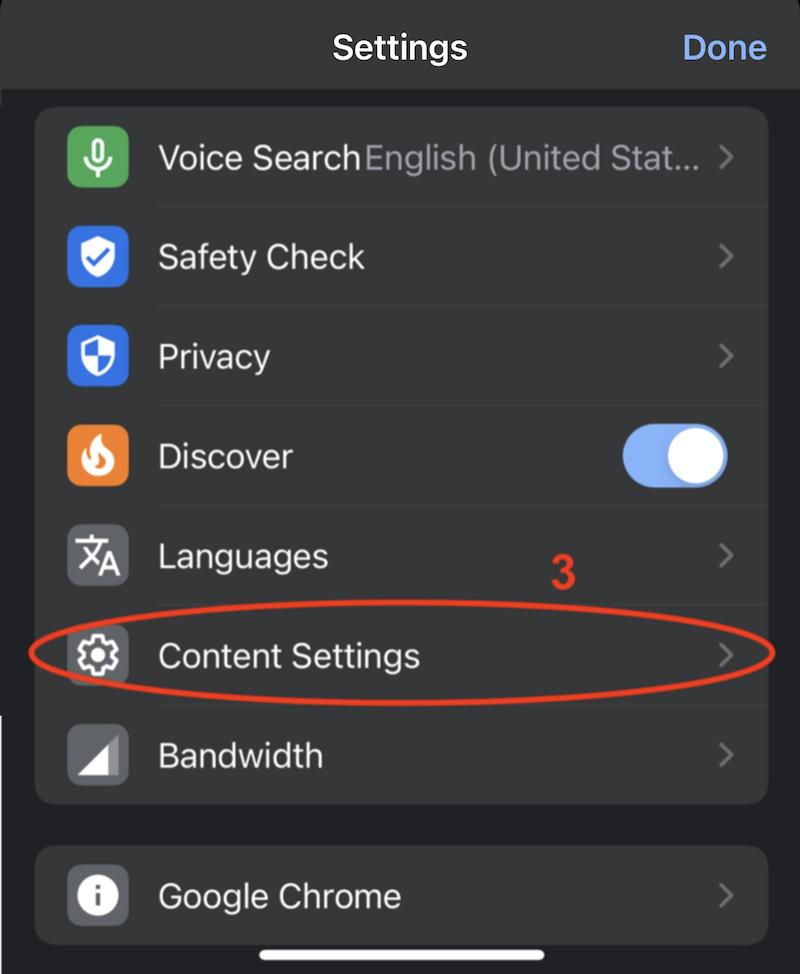 Settings
Done
Voice Search English (United Stat...
Safety Check
Privacy
Discover
Languages
3
Content Settings
Bandwidth
Google Chrome